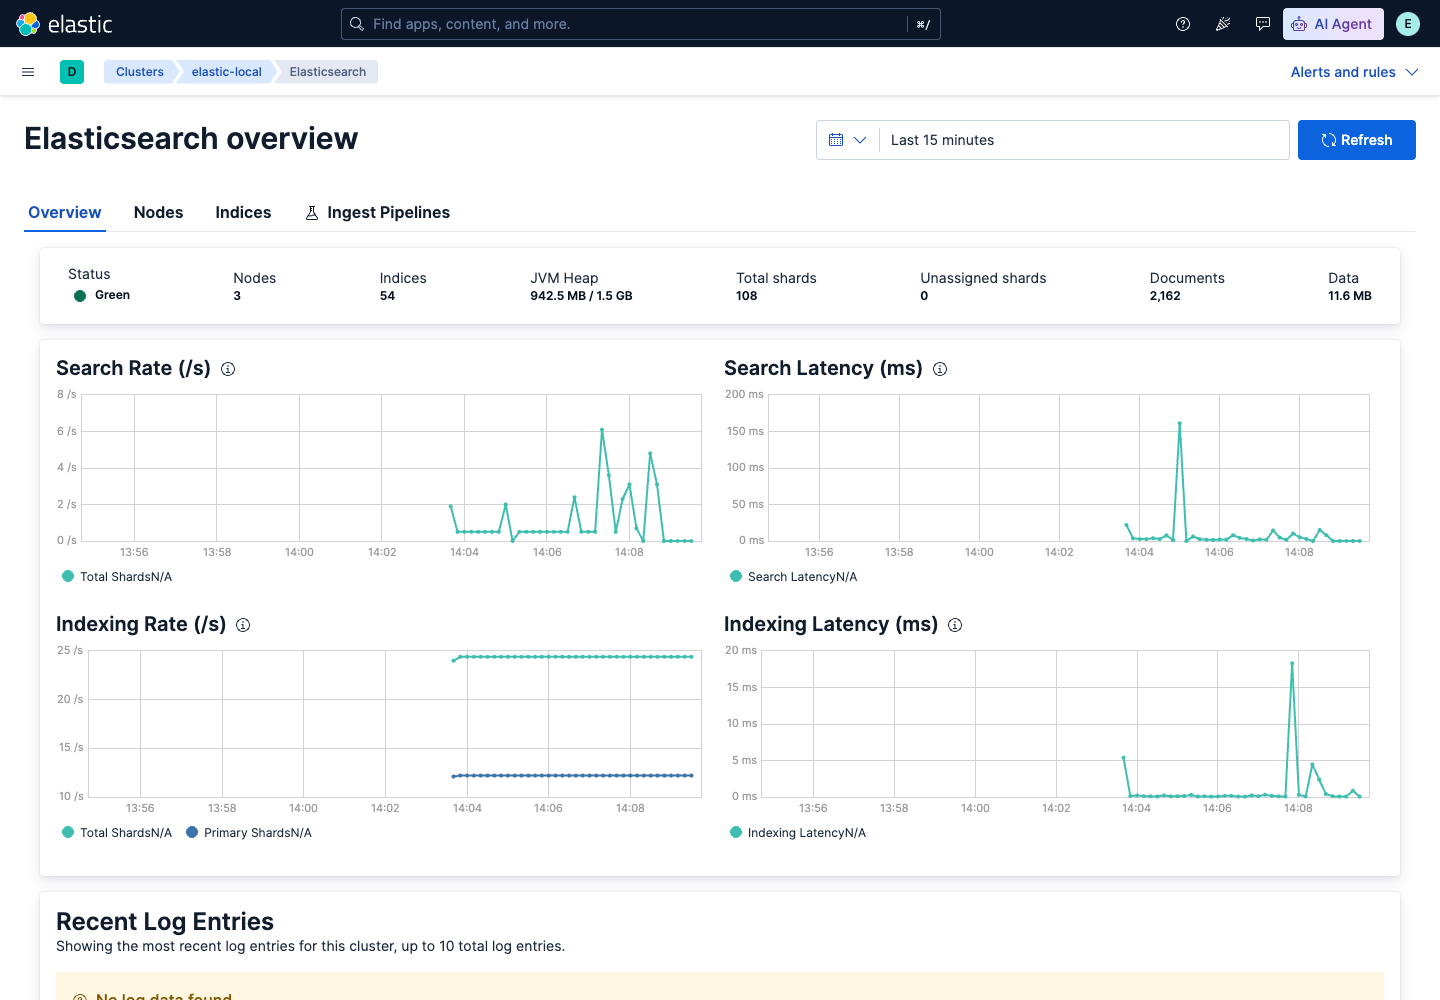 elastic
Find apps, content, and more.
⌘/
AI Agent
E
D
Clusters
elastic-local
Elasticsearch
Alerts and rules
Elasticsearch overview
Last 15 minutes
Refresh
Overview
Nodes
Indices
Ingest Pipelines
Status
Green
Nodes
3
Indices
54
JVM Heap
942.5 MB / 1.5 GB
Total shards
108
Unassigned shards
0
Documents
2,162
Data
11.6 MB
Search Rate (/s)
8 /s
6 /s
4 /s
2 /s
0 /s
13:56 13:58 14:00 14:02 14:04 14:06 14:08
Total ShardsN/A
Search Latency (ms)
200 ms
150 ms
100 ms
50 ms
0 ms
13:56 13:58 14:00 14:02 14:04 14:06 14:08
Search LatencyN/A
Indexing Rate (/s)
25 /s
20 /s
15 /s
10 /s
13:56 13:58 14:00 14:02 14:04 14:06 14:08
Total ShardsN/A Primary ShardsN/A
Indexing Latency (ms)
20 ms
15 ms
10 ms
5 ms
0 ms
13:56 13:58 14:00 14:02 14:04 14:06 14:08
Indexing LatencyN/A
Recent Log Entries
Showing the most recent log entries for this cluster, up to 10 total log entries.
No log data found